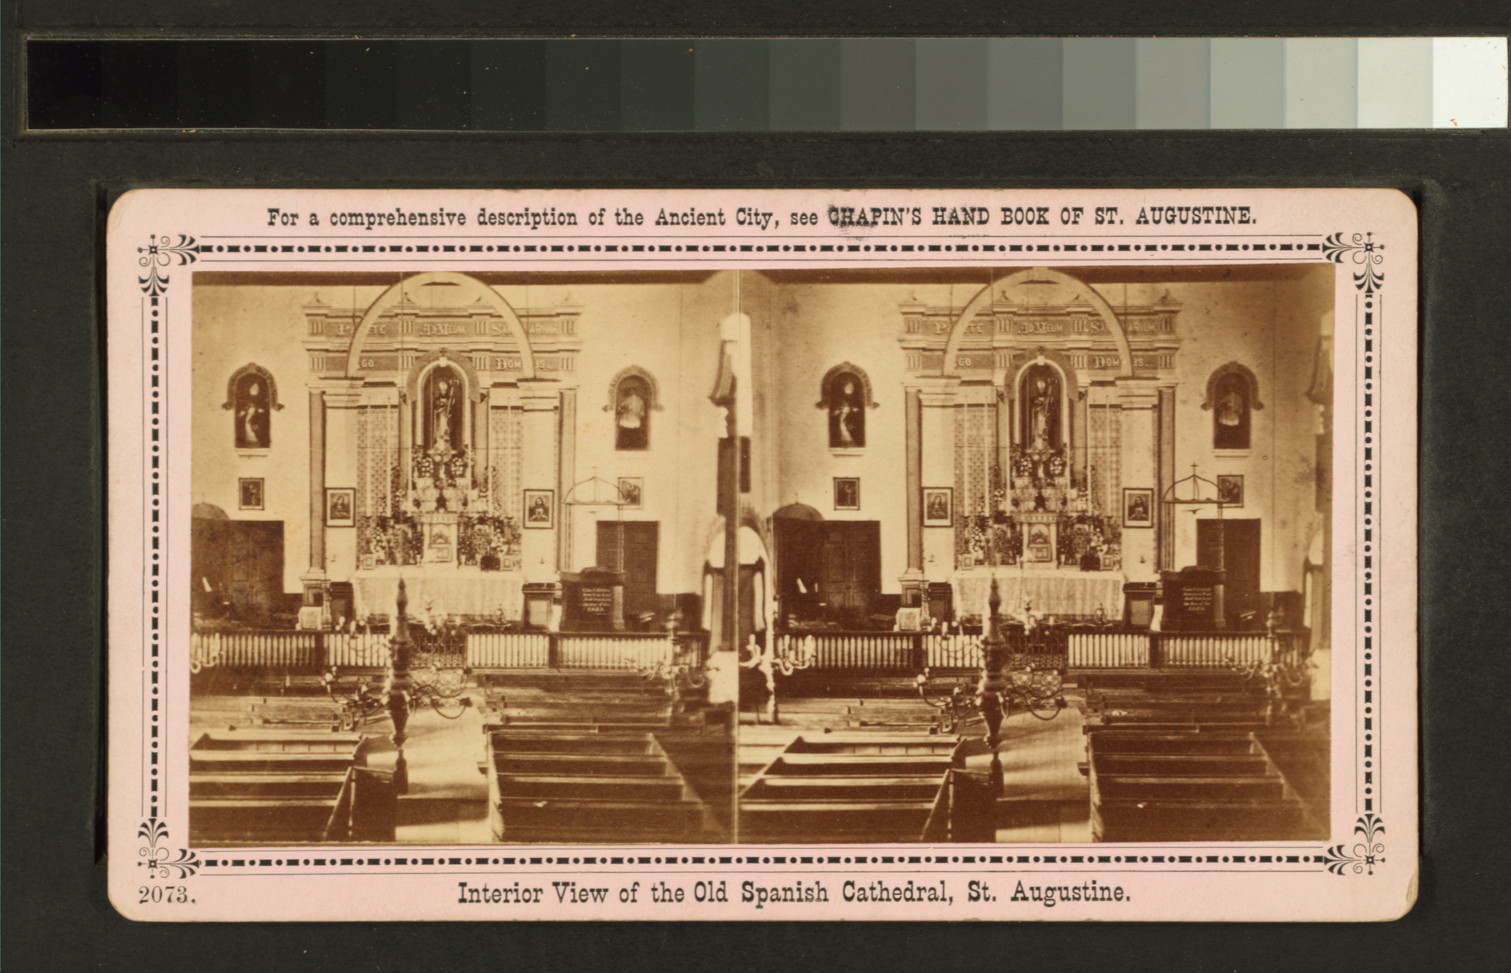 For a comprehensive description of the Ancient City, see CHAPIN'S HAND BOOK OF ST. AUGUSTINE.
2073.
Interior View of the Old Spanish Cathedral, St. Augustine.